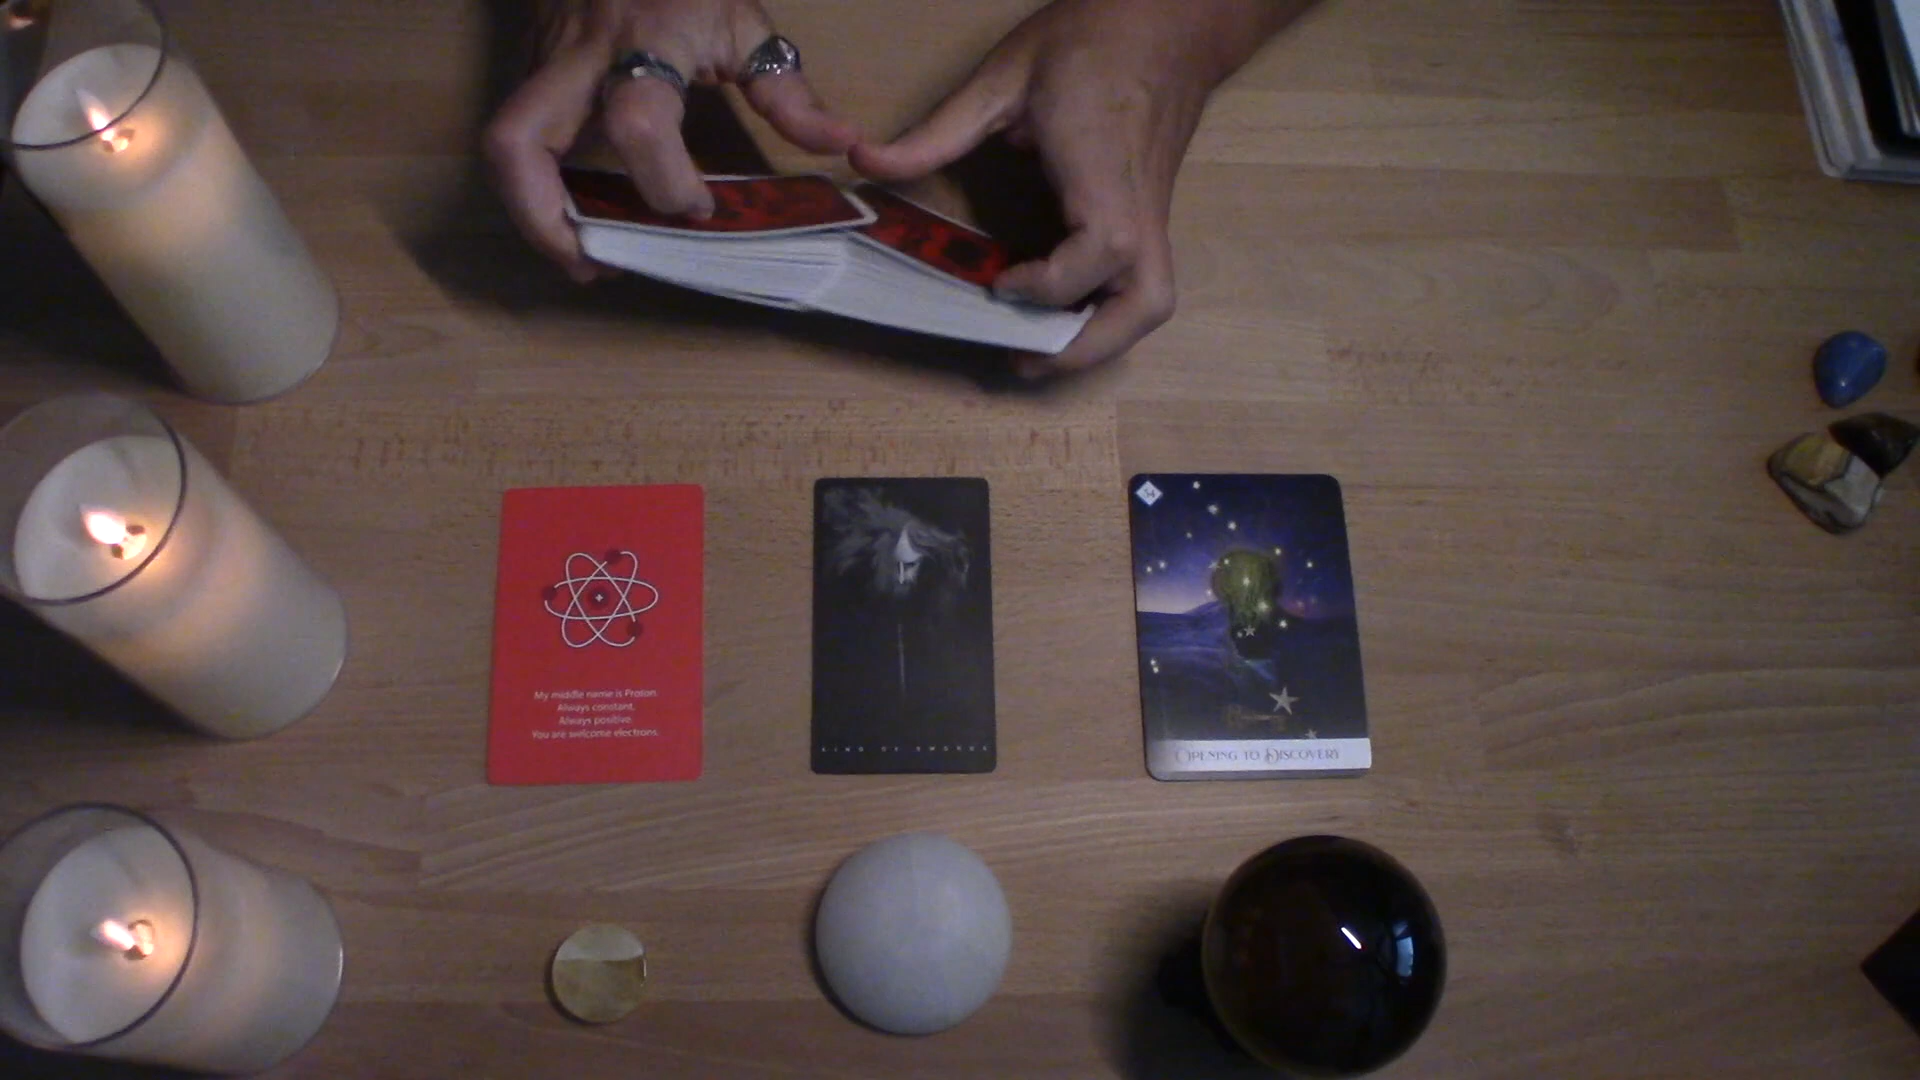 My middle name is Proton.
Always constant,
Always positive.
You are welcome electrons.
KING OF SWORDS
34
OPENING TO DISCOVERY